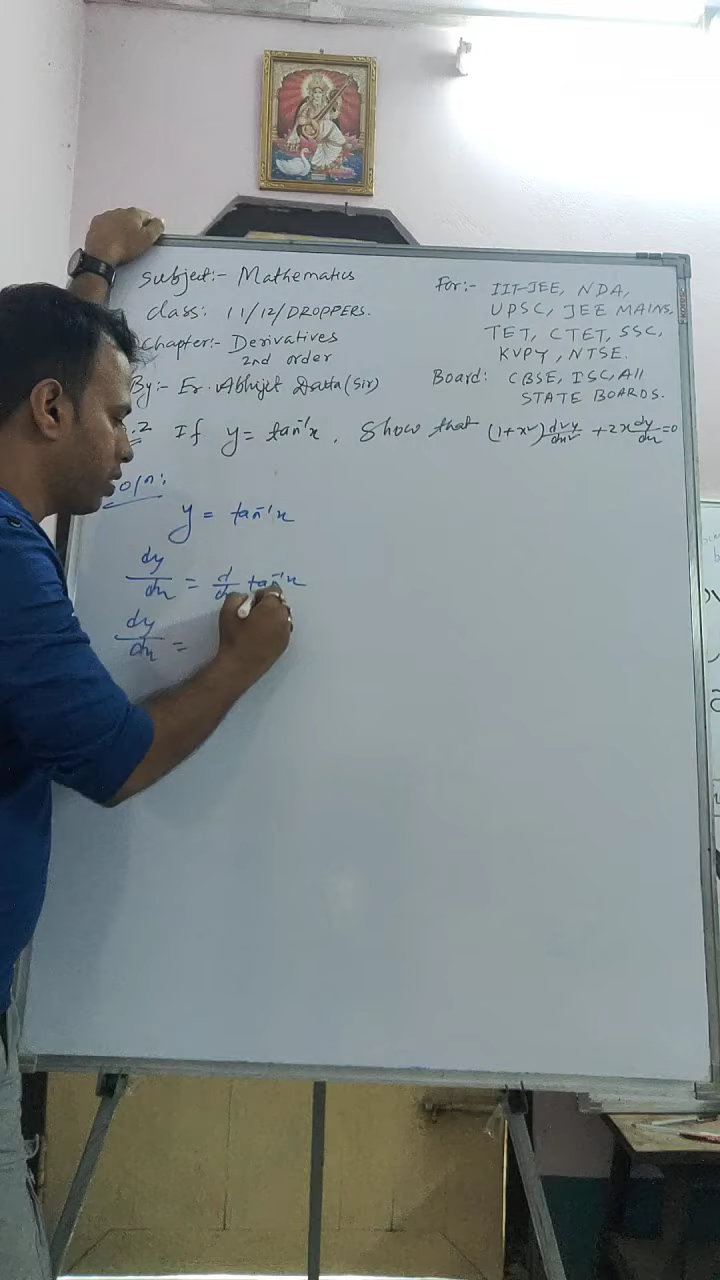 Subject:- Mathematics
Class: 11/12/DROPPERS.
Chapter:- Derivatives
2nd order
By:- Er. Abhijit Datta (Sir)
For:- IIT-JEE, NDA,
UPSC, JEE MAINS,
TET, CTET, SSC,
KVPY, NTSE.
Board: CBSE, ISC, All
STATE BOARDS.
.2 If y = tan⁻¹x, Show that (1+x²) d²y/dx² + 2x dy/dx = 0
Soln:
y = tan⁻¹x
dy/dx = d/dx tan⁻¹x
dy/dx =